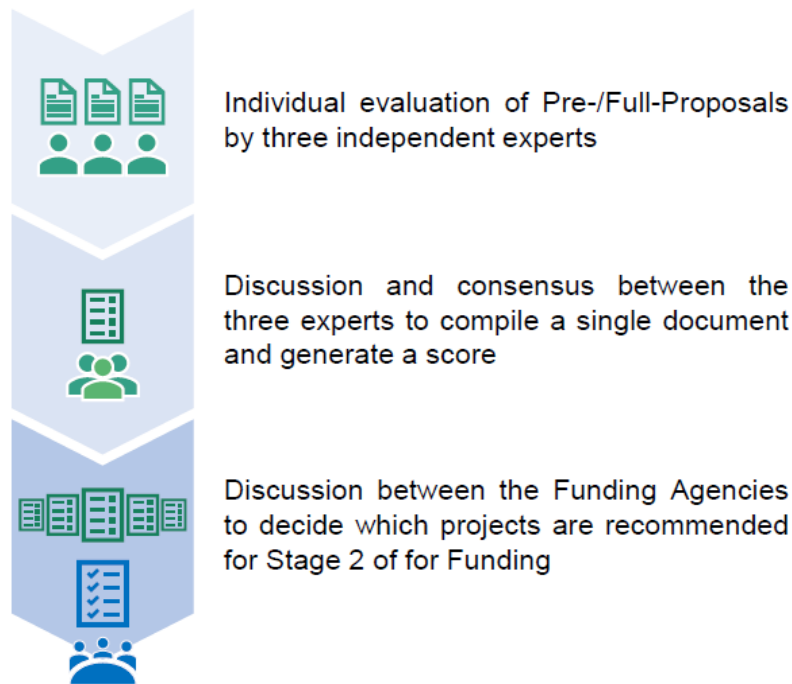 Individual evaluation of Pre-/Full-Proposals
by three independent experts
Discussion and consensus between the
three experts to compile a single document
and generate a score
Discussion between the Funding Agencies
to decide which projects are recommended
for Stage 2 of for Funding